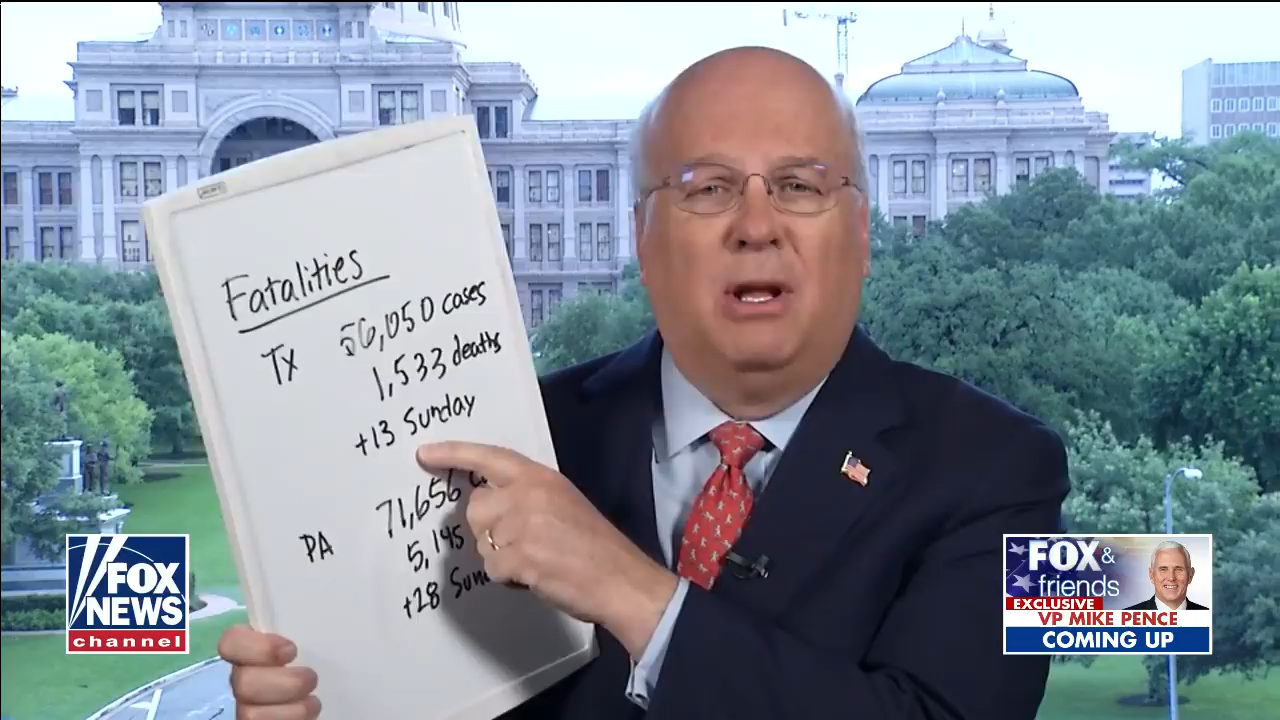 Fatalities
TX 56,050 cases
1,533 deaths
+13 Sunday
PA 71,656
5,145
+28
FOX
NEWS
channel
FOX &
friends
EXCLUSIVE
VP MIKE PENCE
COMING UP